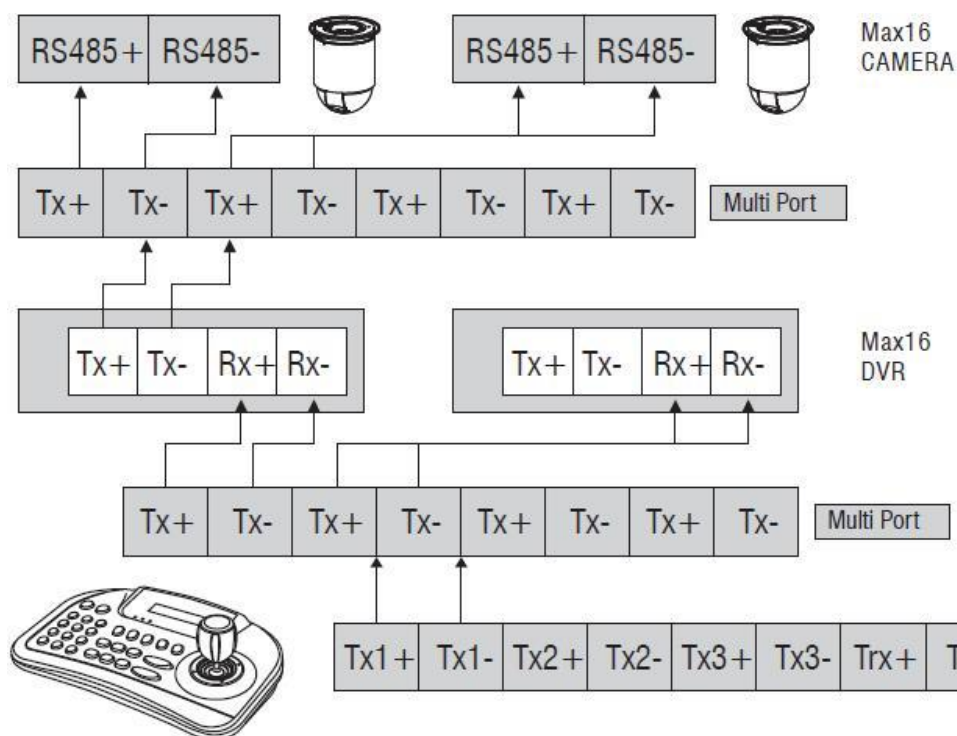 RS485+ RS485- RS485+ RS485- Max16
CAMERA
Tx+ Tx- Tx+ Tx- Tx+ Tx- Tx+ Tx- Multi Port
Tx+ Tx- Rx+ Rx- Tx+ Tx- Rx+ Rx- Max16
DVR
Tx+ Tx- Tx+ Tx- Tx+ Tx- Tx+ Tx- Multi Port
Tx1+ Tx1- Tx2+ Tx2- Tx3+ Tx3- Trx+